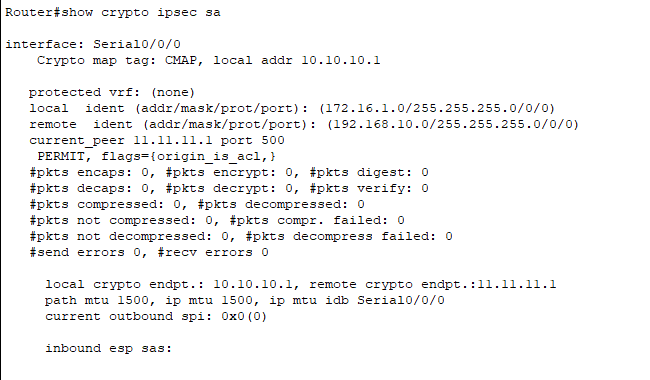 Router#show crypto ipsec sa
interface: Serial0/0/0
Crypto map tag: CMAP, local addr 10.10.10.1
protected vrf: (none)
local  ident (addr/mask/prot/port): (172.16.1.0/255.255.255.0/0/0)
remote  ident (addr/mask/prot/port): (192.168.10.0/255.255.255.0/0/0)
current_peer 11.11.11.1 port 500
PERMIT, flags={origin_is_acl,}
#pkts encaps: 0, #pkts encrypt: 0, #pkts digest: 0
#pkts decaps: 0, #pkts decrypt: 0, #pkts verify: 0
#pkts compressed: 0, #pkts decompressed: 0
#pkts not compressed: 0, #pkts compr. failed: 0
#pkts not decompressed: 0, #pkts decompress failed: 0
#send errors 0, #recv errors 0
local crypto endpt.: 10.10.10.1, remote crypto endpt.:11.11.11.1
path mtu 1500, ip mtu 1500, ip mtu idb Serial0/0/0
current outbound spi: 0x0(0)
inbound esp sas: